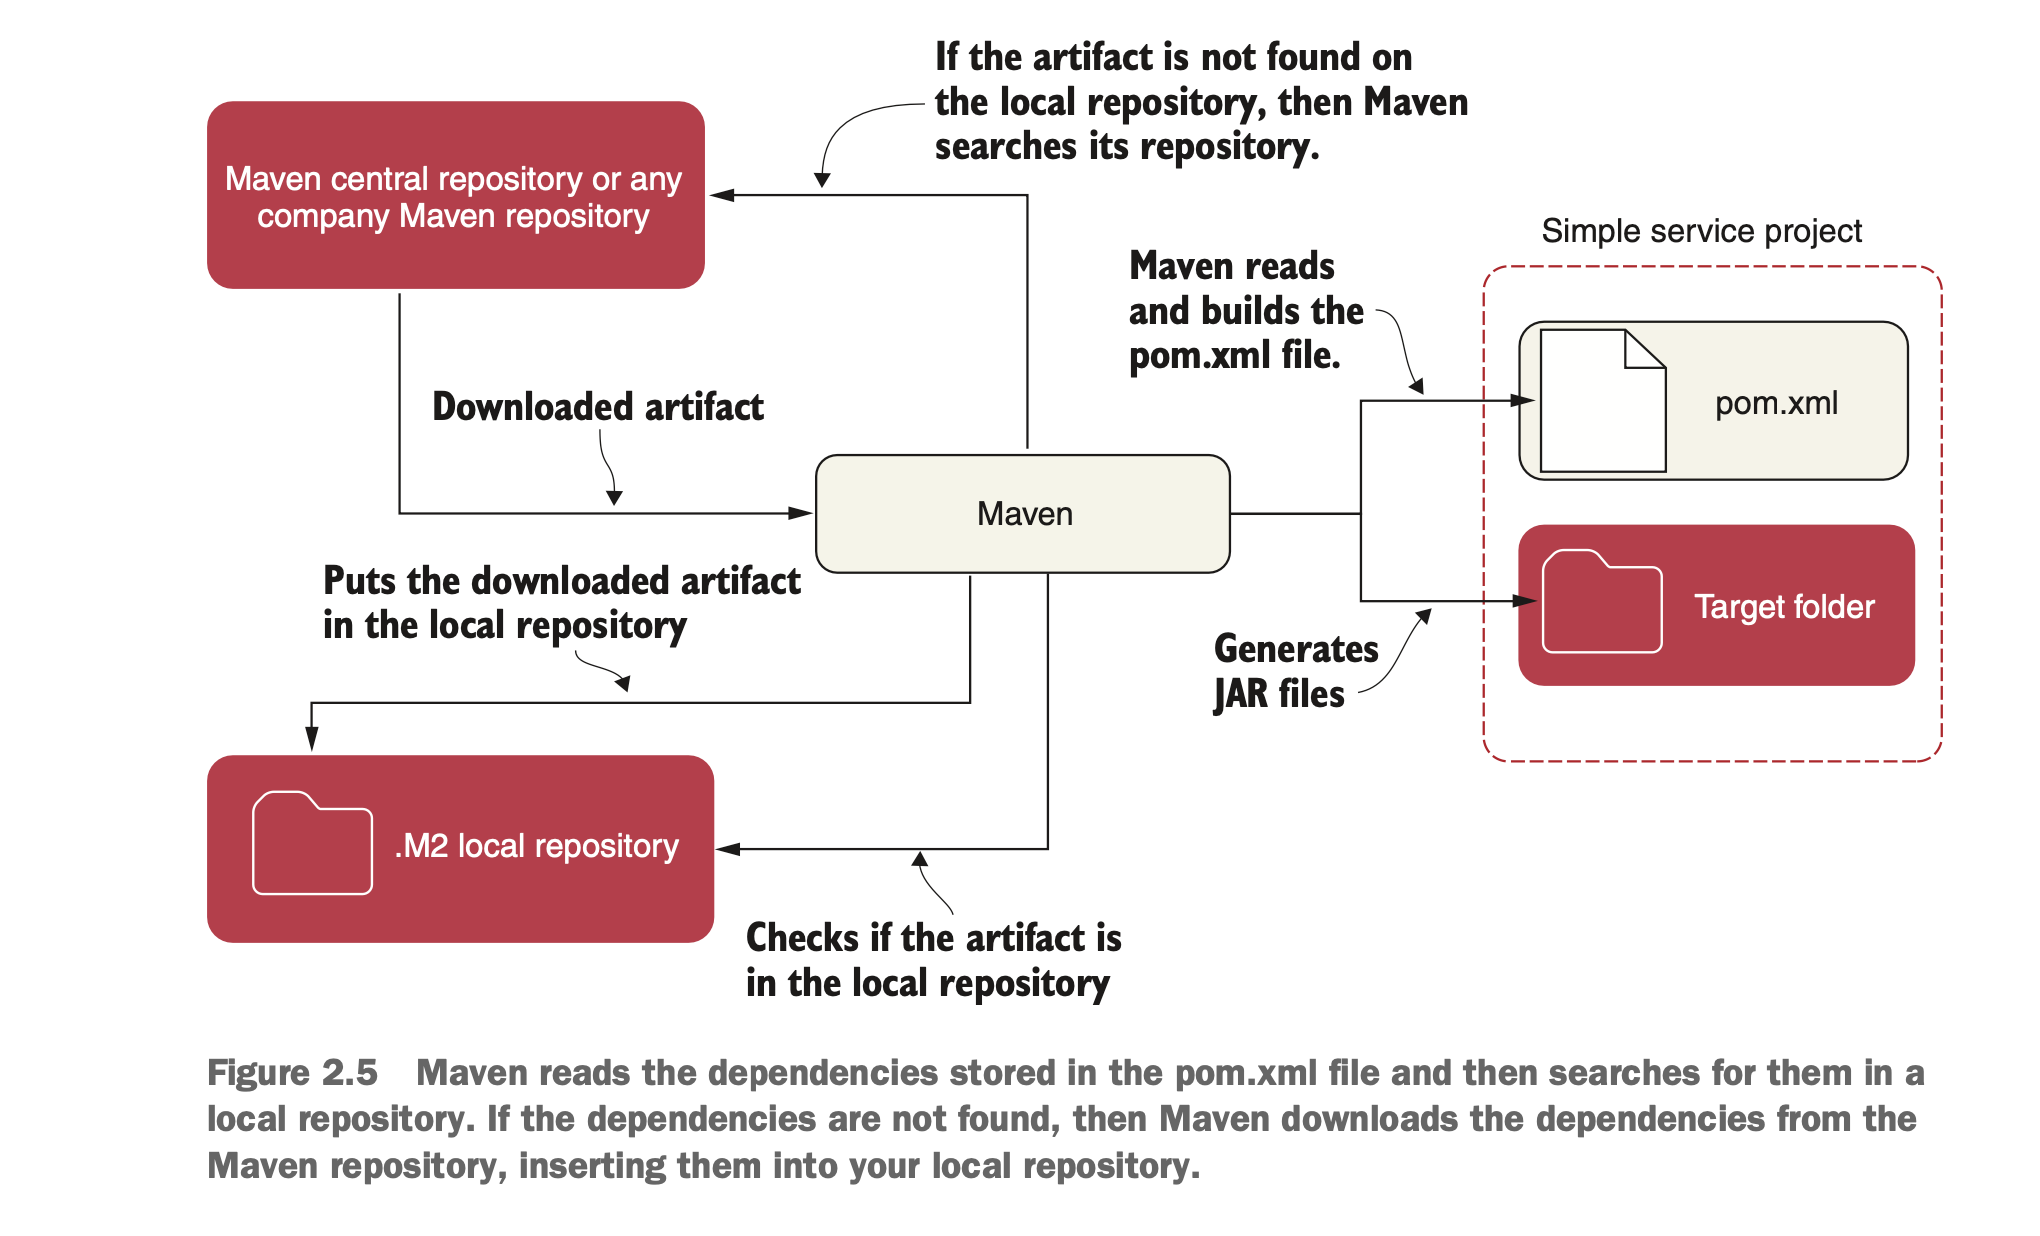 If the artifact is not found on
the local repository, then Maven
searches its repository.
Maven central repository or any
company Maven repository
Simple service project
Maven reads
and builds the
pom.xml file.
pom.xml
Downloaded artifact
Maven
Puts the downloaded artifact
in the local repository
Target folder
Generates
JAR files
.M2 local repository
Checks if the artifact is
in the local repository
Figure 2.5 Maven reads the dependencies stored in the pom.xml file and then searches for them in a
local repository. If the dependencies are not found, then Maven downloads the dependencies from the
Maven repository, inserting them into your local repository.